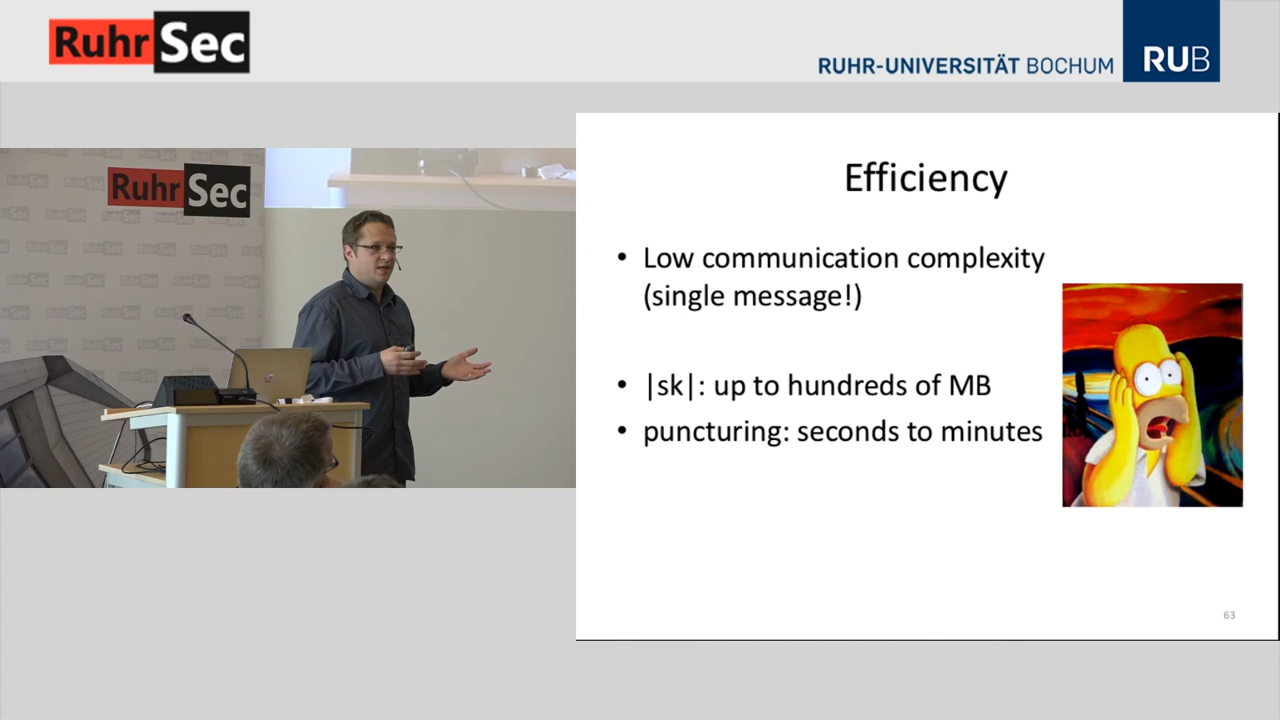 RuhrSec
RUHR-UNIVERSITÄT BOCHUM
RUB
RuhrSec
Efficiency
• Low communication complexity
(single message!)
• |sk|: up to hundreds of MB
• puncturing: seconds to minutes
63